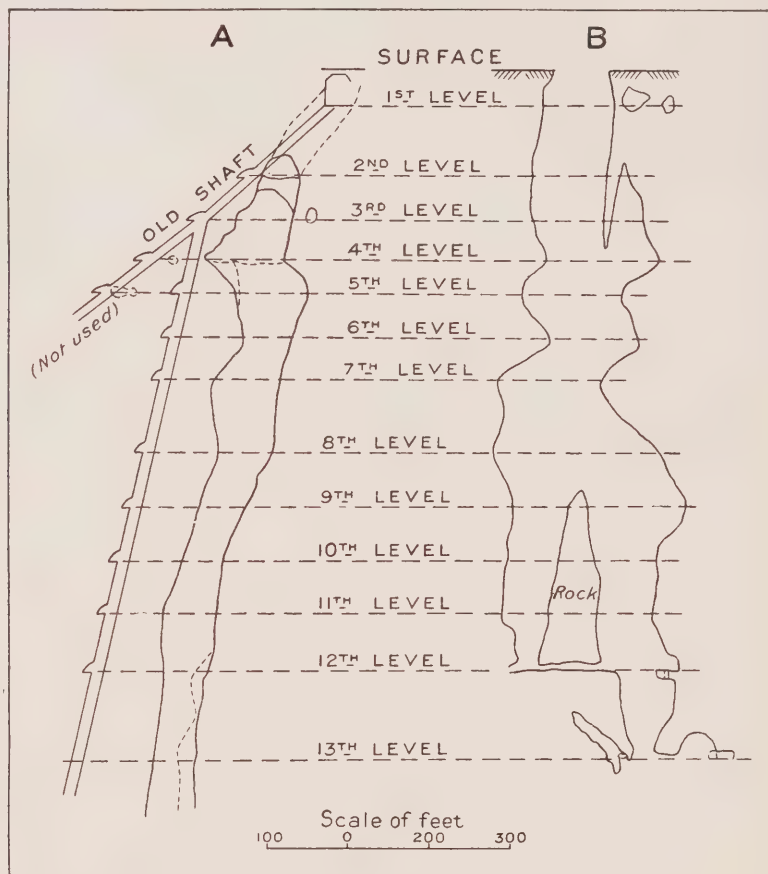 A
B
SURFACE
1ST LEVEL
2ND LEVEL
OLD SHAFT
3RD LEVEL
4TH LEVEL
5TH LEVEL
(Not used)
6TH LEVEL
7TH LEVEL
8TH LEVEL
9TH LEVEL
10TH LEVEL
Rock
11TH LEVEL
12TH LEVEL
13TH LEVEL
Scale of feet
100 0 200 300